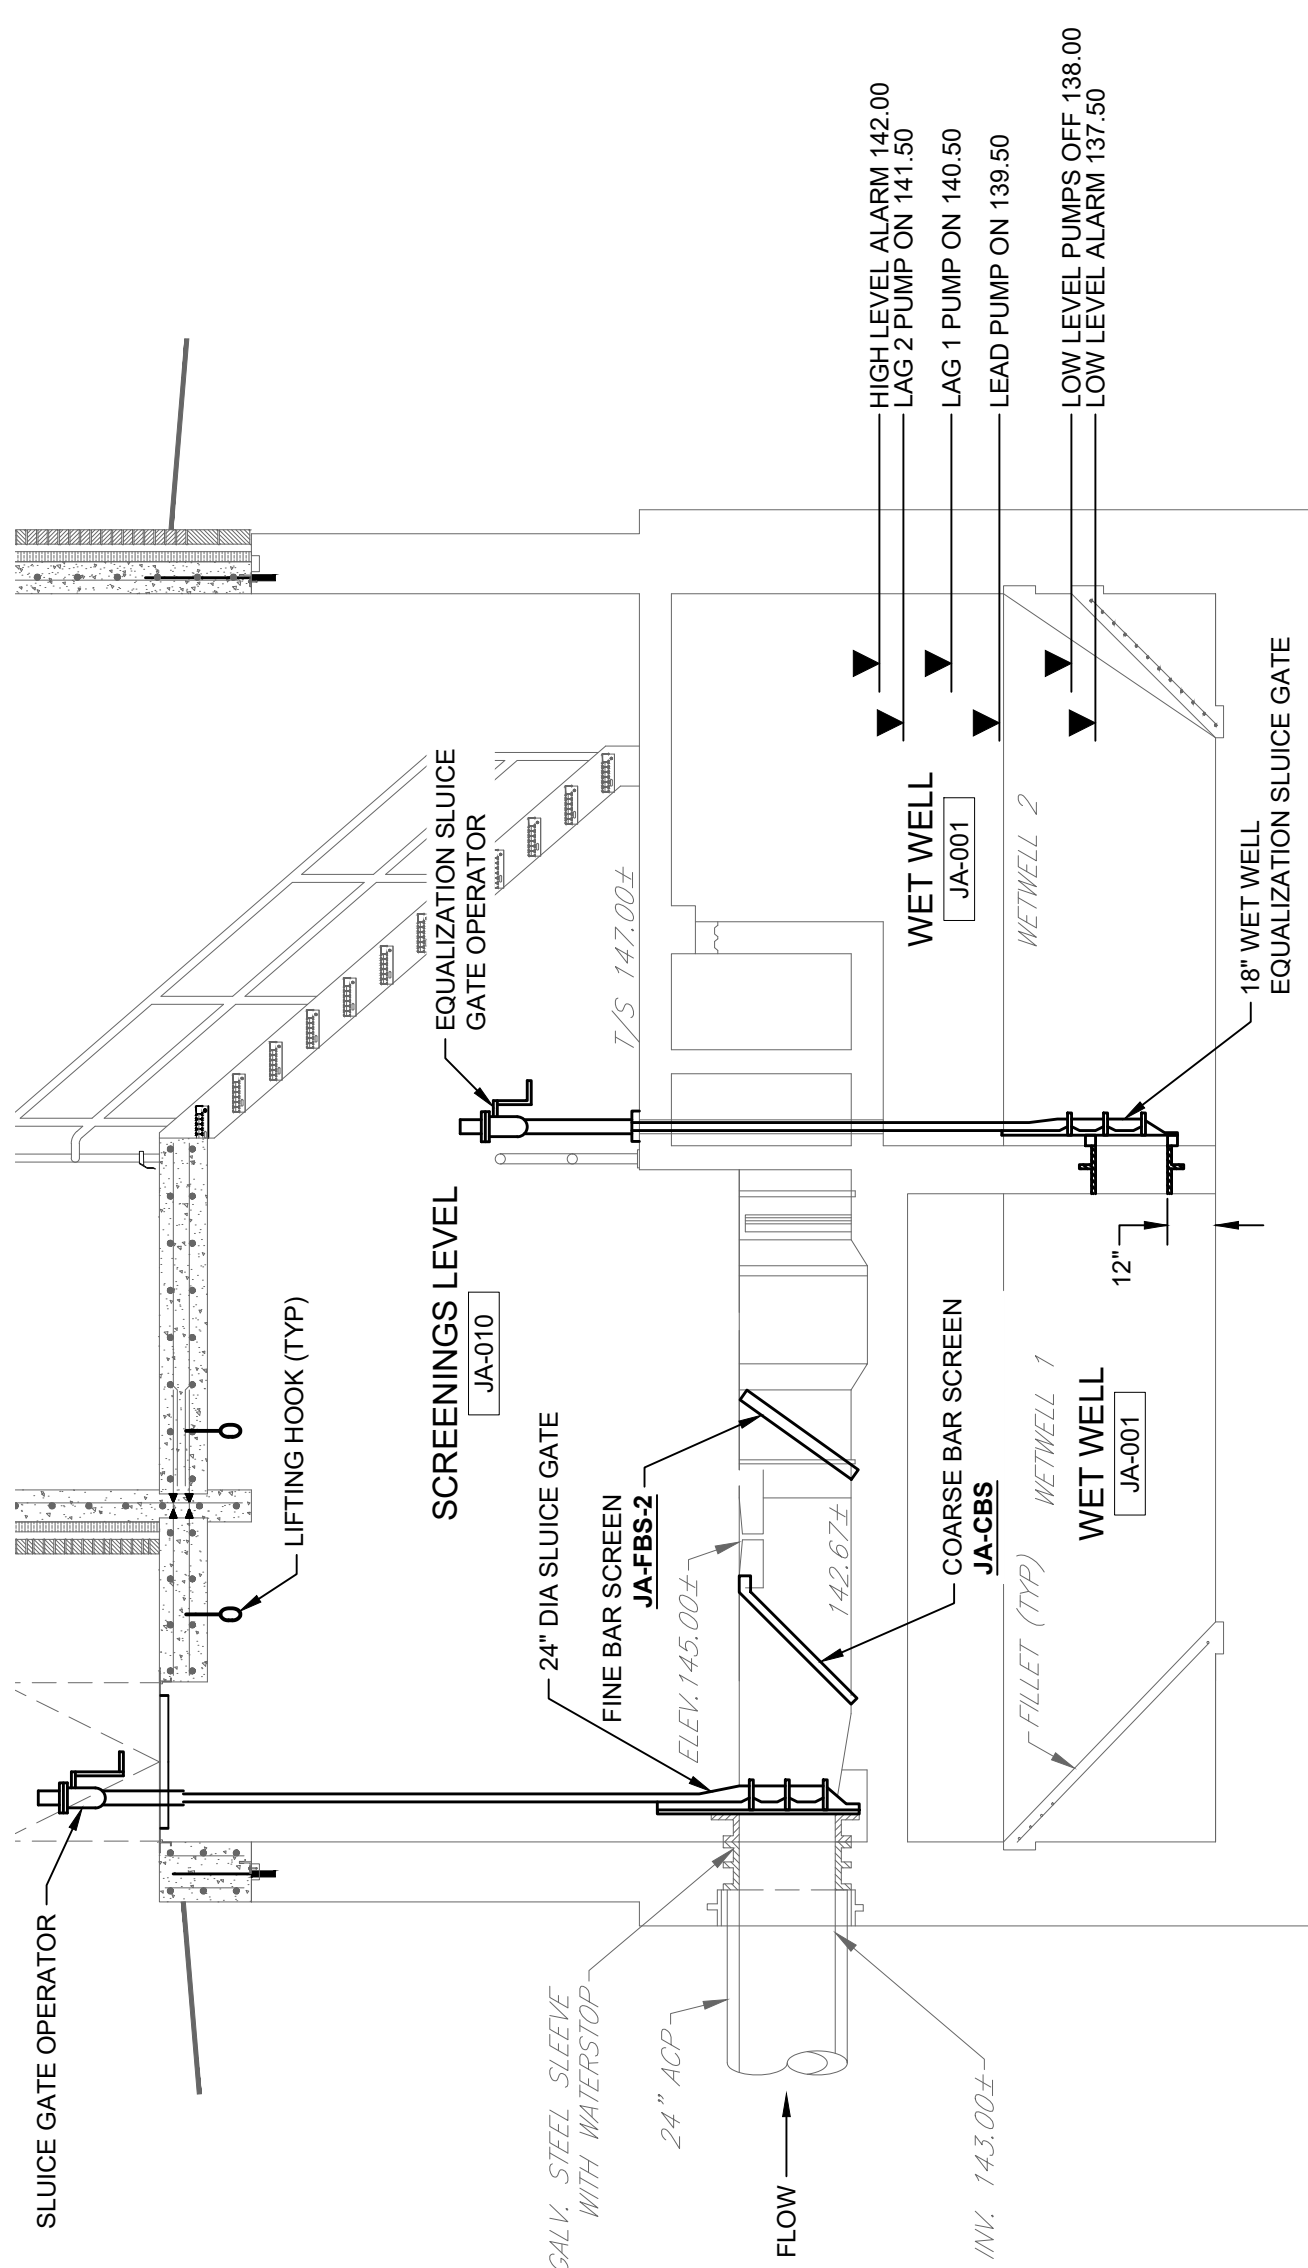 SLUICE GATE OPERATOR
LIFTING HOOK (TYP)
EQUALIZATION SLUICE
GATE OPERATOR
SCREENINGS LEVEL
JA-010
T/S 147.00±
24" DIA SLUICE GATE
FINE BAR SCREEN
JA-FBS-2
ELEV.145.00±
142.67±
COARSE BAR SCREEN
JA-CBS
GALV. STEEL SLEEVE
WITH WATERSTOP
24" ACP
FLOW
INV. 143.00±
FILLET (TYP)
WETWELL 1
WET WELL
JA-001
12"
WET WELL
JA-001
WETWELL 2
18" WET WELL
EQUALIZATION SLUICE GATE
HIGH LEVEL ALARM 142.00
LAG 2 PUMP ON 141.50
LAG 1 PUMP ON 140.50
LEAD PUMP ON 139.50
LOW LEVEL PUMPS OFF 138.00
LOW LEVEL ALARM 137.50